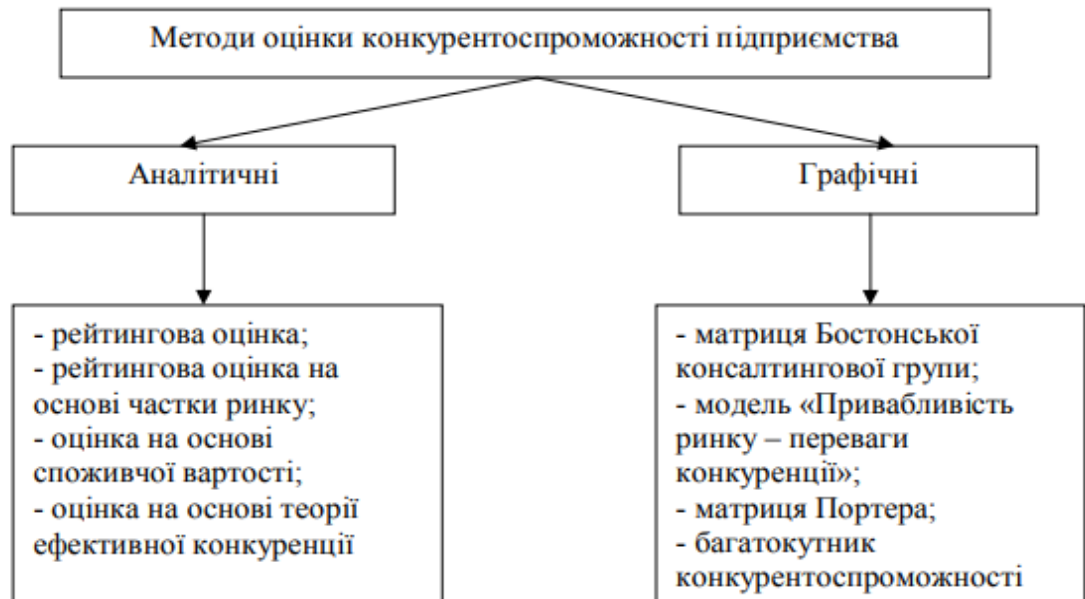 Методи оцінки конкурентоспроможності підприємства
Аналітичні
Графічні
- рейтингова оцінка;
- рейтингова оцінка на
основі частки ринку;
- оцінка на основі
споживчої вартості;
- оцінка на основі теорії
ефективної конкуренції
- матриця Бостонської
консалтингової групи;
- модель «Привабливість
ринку – переваги
конкуренції»;
- матриця Портера;
- багатокутник
конкурентоспроможності